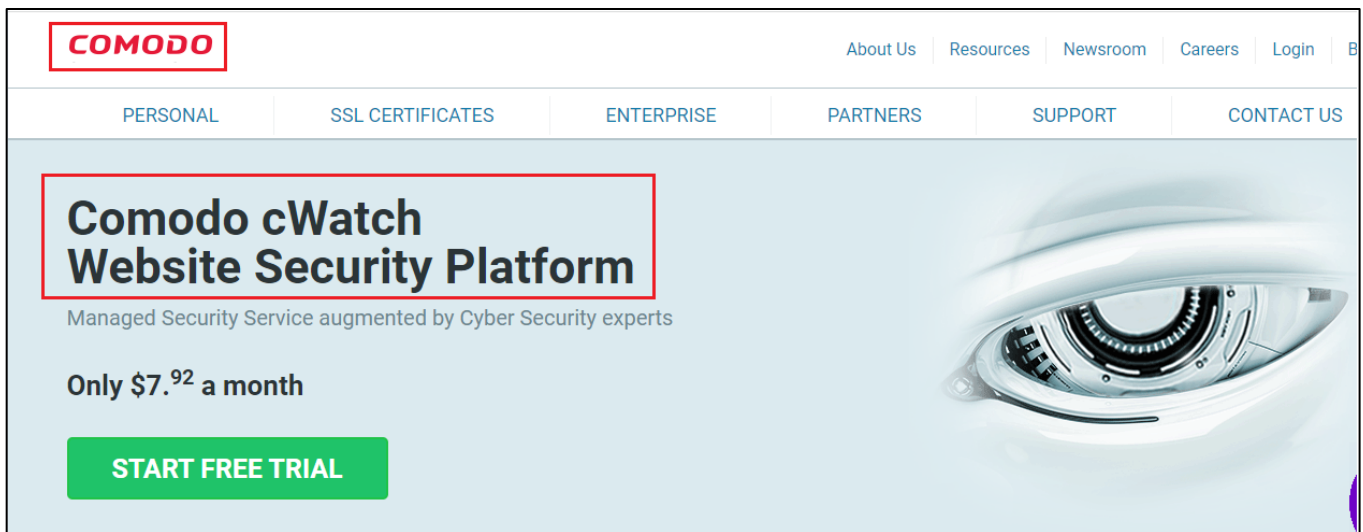 COMODO
About Us Resources Newsroom Careers Login B
PERSONAL SSL CERTIFICATES ENTERPRISE PARTNERS SUPPORT CONTACT US
Comodo cWatch
Website Security Platform
Managed Security Service augmented by Cyber Security experts
Only $7.92 a month
START FREE TRIAL